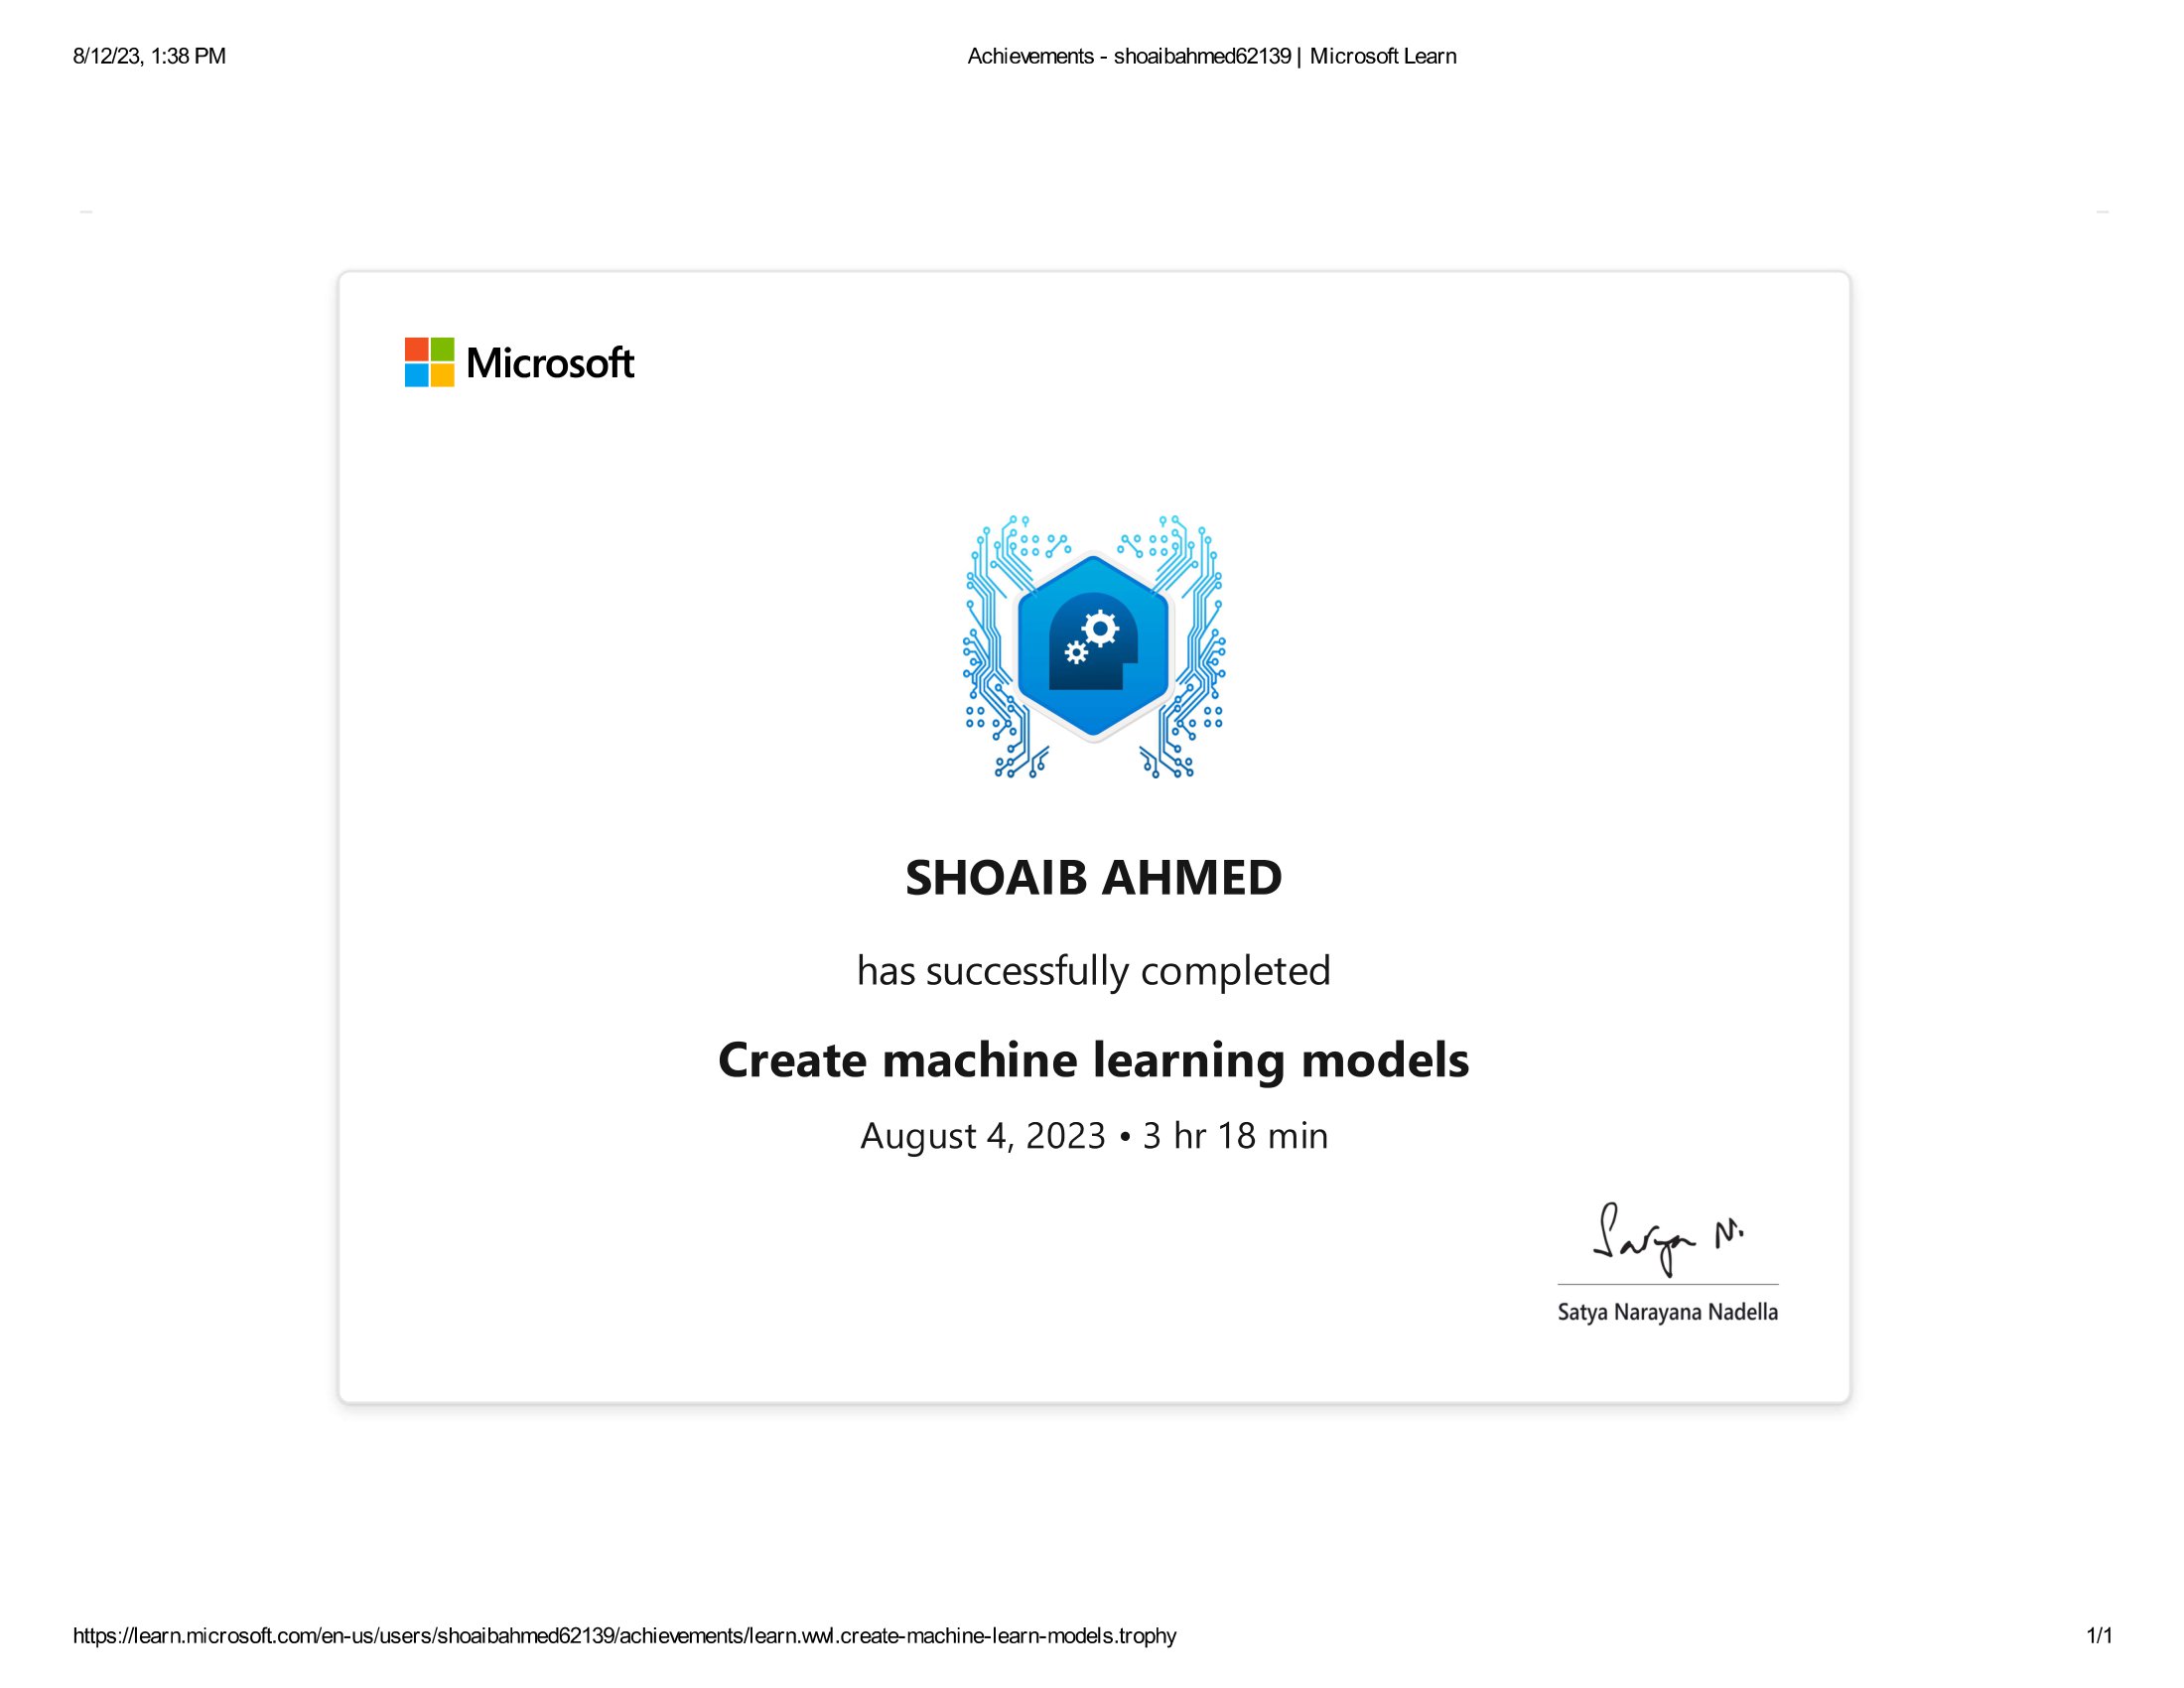 8/12/23, 1:38 PM
Achievements - shoaibahmed62139 | Microsoft Learn
Microsoft
SHOAIB AHMED
has successfully completed
Create machine learning models
August 4, 2023 • 3 hr 18 min
Satya N.
Satya Narayana Nadella
https://learn.microsoft.com/en-us/users/shoaibahmed62139/achievements/learn.wwl.create-machine-learn-models.trophy
1/1